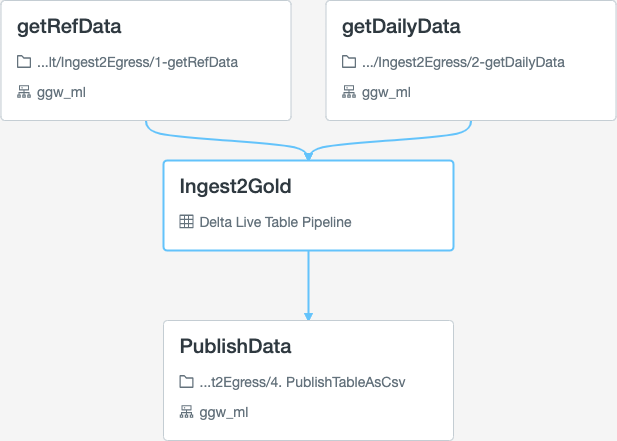 getRefData
...lt/Ingest2Egress/1-getRefData
ggw_ml
getDailyData
.../Ingest2Egress/2-getDailyData
ggw_ml
Ingest2Gold
Delta Live Table Pipeline
PublishData
...t2Egress/4. PublishTableAsCsv
ggw_ml